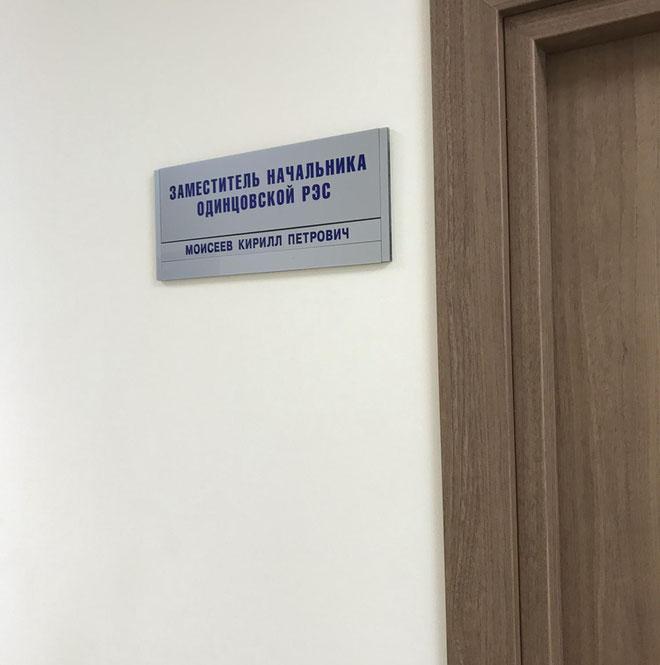 ЗАМЕСТИТЕЛЬ НАЧАЛЬНИКА
ОДИНЦОВСКОЙ РЭС
МОИСЕЕВ КИРИЛЛ ПЕТРОВИЧ